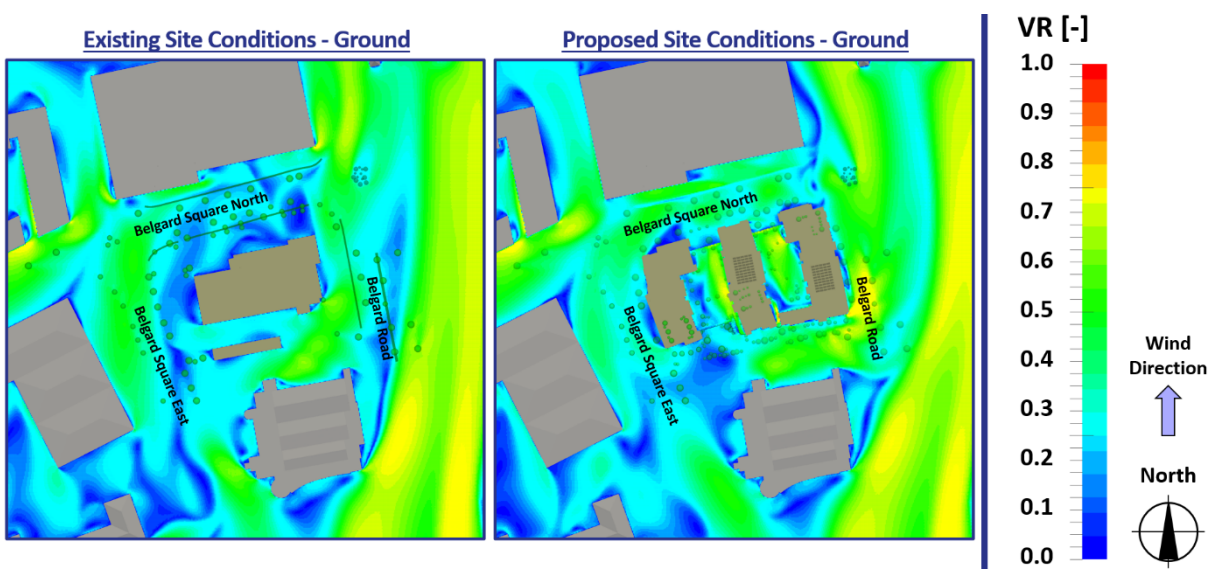 Existing Site Conditions - Ground
Proposed Site Conditions - Ground
VR [-]
Belgard Square North
Belgard Square East
Belgard Road
Belgard Square North
Belgard Square East
Belgard Road
1.0
0.9
0.8
0.7
0.6
0.5
0.4
0.3
0.2
0.1
0.0
Wind
Direction
North